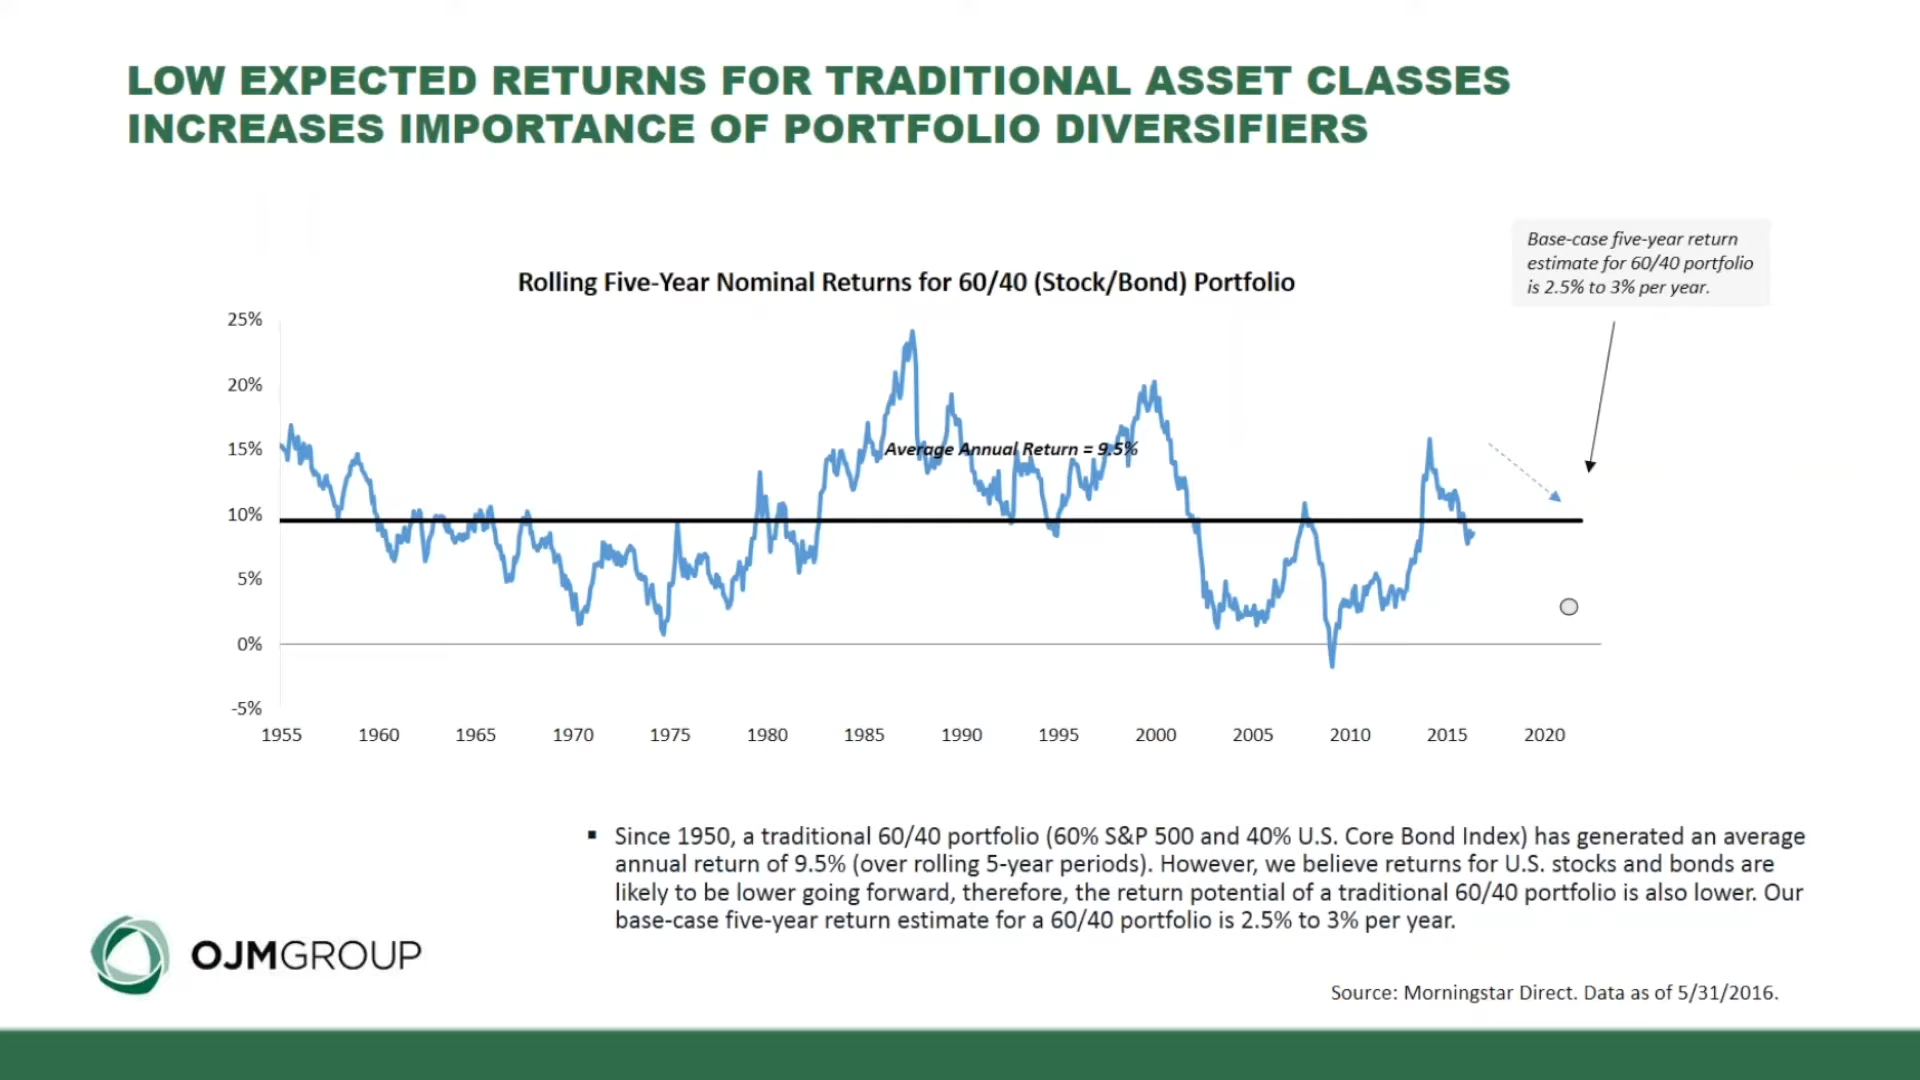 LOW EXPECTED RETURNS FOR TRADITIONAL ASSET CLASSES
INCREASES IMPORTANCE OF PORTFOLIO DIVERSIFIERS
Base-case five-year return
estimate for 60/40 portfolio
is 2.5% to 3% per year.
Rolling Five-Year Nominal Returns for 60/40 (Stock/Bond) Portfolio
25%
20%
15%
10%
5%
0%
-5%
Average Annual Return = 9.5%
1955 1960 1965 1970 1975 1980 1985 1990 1995 2000 2005 2010 2015 2020
▪ Since 1950, a traditional 60/40 portfolio (60% S&P 500 and 40% U.S. Core Bond Index) has generated an average
annual return of 9.5% (over rolling 5-year periods). However, we believe returns for U.S. stocks and bonds are
likely to be lower going forward, therefore, the return potential of a traditional 60/40 portfolio is also lower. Our
base-case five-year return estimate for a 60/40 portfolio is 2.5% to 3% per year.
OJMGROUP
Source: Morningstar Direct. Data as of 5/31/2016.